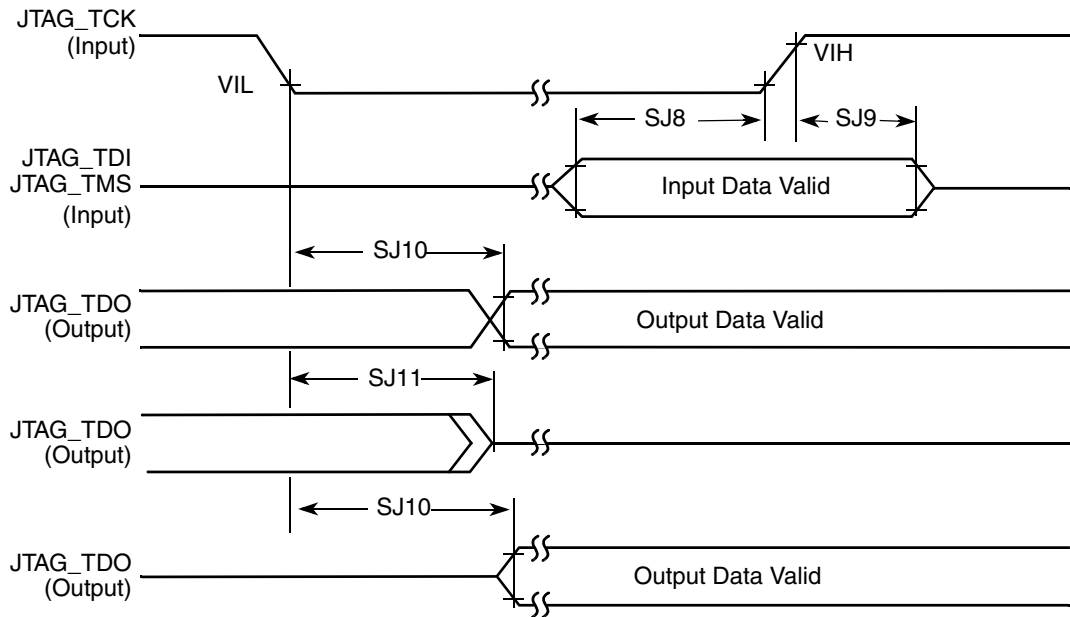 JTAG_TCK
(Input)
VIL
VIH
SJ8
SJ9
JTAG_TDI
JTAG_TMS
(Input)
Input Data Valid
SJ10
JTAG_TDO
(Output)
Output Data Valid
SJ11
JTAG_TDO
(Output)
SJ10
JTAG_TDO
(Output)
Output Data Valid